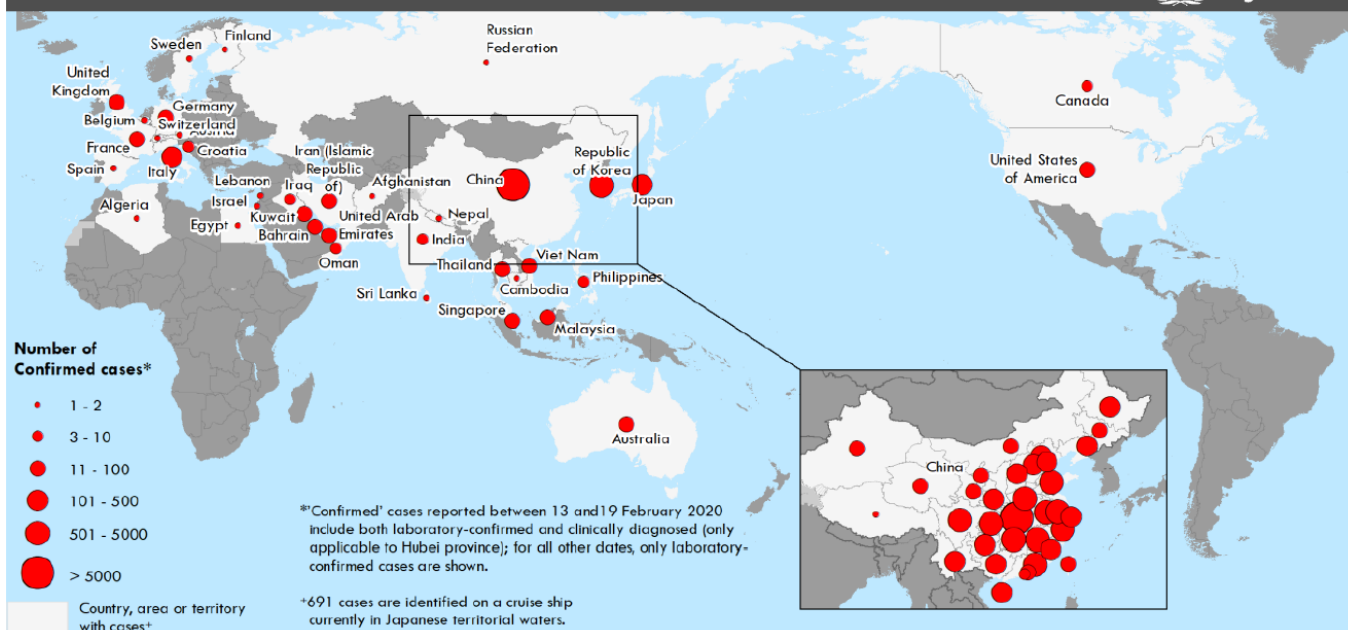 Russian
Federation
Finland
Sweden
United
Kingdom
Germany
Belgium
Switzerland
Austria
France
Croatia
Italy
Spain
Iran (Islamic
Republic
of)
Lebanon
Iraq
Afghanistan
Israel
Algeria
Kuwait
Egypt
Bahrain
United Arab
Emirates
Oman
China
Nepal
India
Republic
of Korea
Japan
Canada
United States
of America
Thailand
Viet Nam
Cambodia
Philippines
Sri Lanka
Singapore
Malaysia
Australia
China
Number of
Confirmed cases*
1 - 2
3 - 10
11 - 100
101 - 500
501 - 5000
> 5000
Country, area or territory
with cases⁺
*'Confirmed' cases reported between 13 and19 February 2020
include both laboratory-confirmed and clinically diagnosed (only
applicable to Hubei province); for all other dates, only laboratory-
confirmed cases are shown.
⁺691 cases are identified on a cruise ship
currently in Japanese territorial waters.